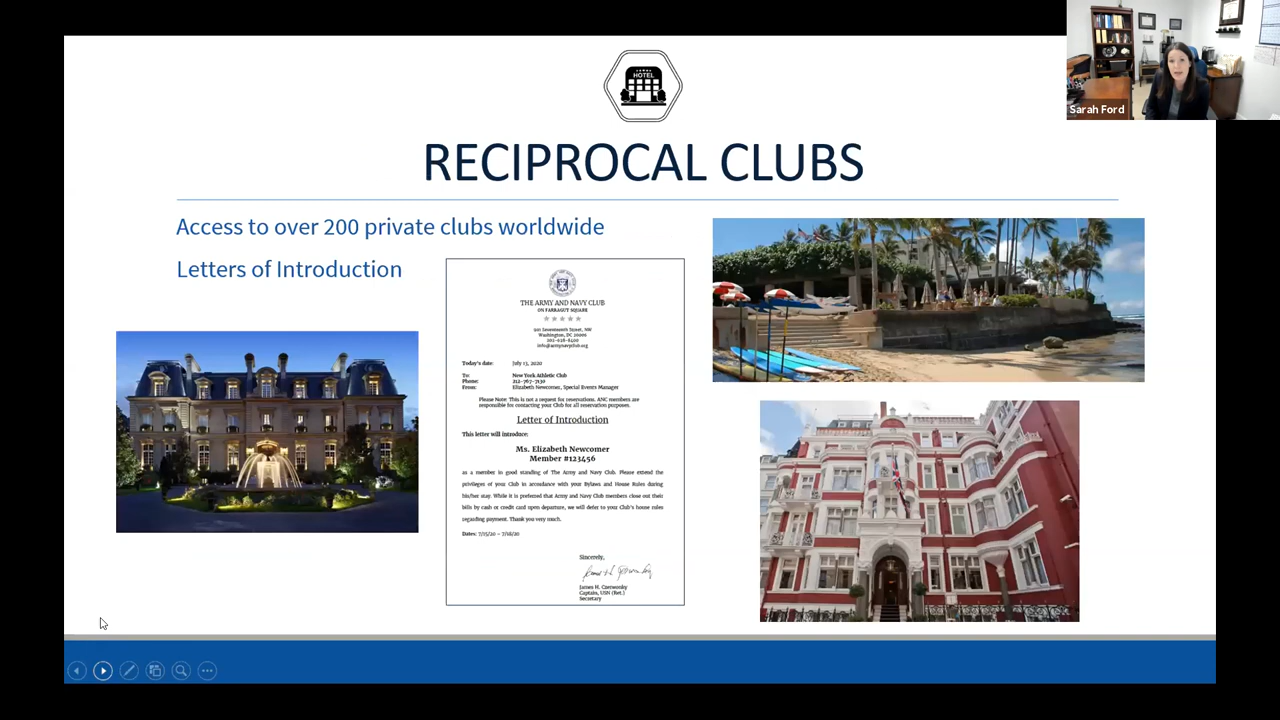 HOTEL
RECIPROCAL CLUBS
Access to over 200 private clubs worldwide
Letters of Introduction
THE ARMY AND NAVY CLUB
ON FARRAGUT SQUARE
901 Seventeenth Street, NW
Washington, DC 20006
202-628-8400
info@armynavyclub.org
Today's date: July 13, 2020
To: New York Athletic Club
Phone: 212-767-7130
From: Elizabeth Newcomer, Special Events Manager
Please Note: This is not a request for reservations. ANC members are
responsible for contacting your Club for all reservation purposes.
Letter of Introduction
This letter will introduce:
Ms. Elizabeth Newcomer
Member #123456
as a member in good standing of The Army and Navy Club. Please extend the
privileges of your Club in accordance with your Bylaws and House Rules during
his/her stay. While it is preferred that Army and Navy Club members close out their
bills by cash or credit card upon departure, we will defer to your Club's house rules
regarding payment. Thank you very much.
Dates: 7/15/20 – 7/18/20
Sincerely,
Captain, USN (Ret.)
Secretary
Sarah Ford